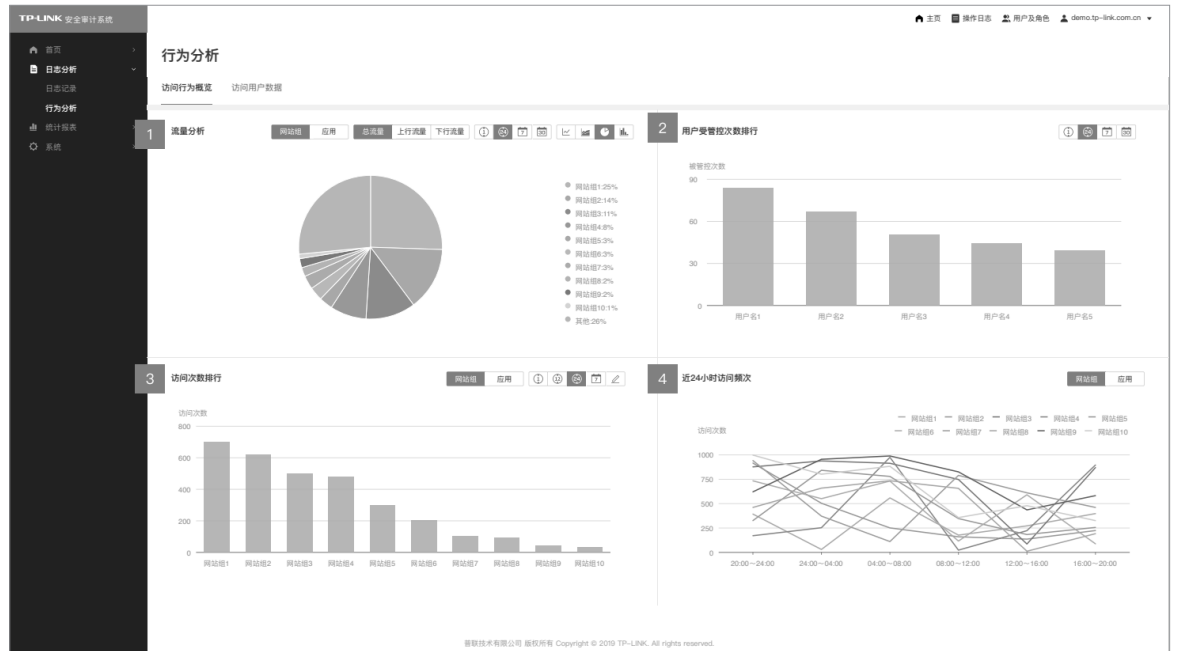 TP-LINK 安全审计系统
主页 操作日志 用户及角色 demo.tp-link.com.cn
首页
日志分析
日志记录
行为分析
统计报表
系统
行为分析
访问行为概览 访问用户数据
1 流量分析 网站组 应用 总流量 上行流量 下行流量 1 24 7 30
网站组1:25%
网站组2:14%
网站组3:11%
网站组4:8%
网站组5:3%
网站组6:3%
网站组7:3%
网站组8:2%
网站组9:2%
网站组10:1%
其他:26%
2 用户受管控次数排行 1 24 7 30
被管控次数
90
60
30
0
用户名1 用户名2 用户名3 用户名4 用户名5
3 访问次数排行 网站组 应用 1 12 24 7
访问次数
800
600
400
200
0
网站组1 网站组2 网站组3 网站组4 网站组5 网站组6 网站组7 网站组8 网站组9 网站组10
4 近24小时访问频次 网站组 应用
网站组1 网站组2 网站组3 网站组4 网站组5
网站组6 网站组7 网站组8 网站组9 网站组10
访问次数
1000
750
500
250
0
20:00~24:00 24:00~04:00 04:00~08:00 08:00~12:00 12:00~16:00 16:00~20:00
普联技术有限公司 版权所有 Copyright © 2019 TP-LINK. All rights reserved.